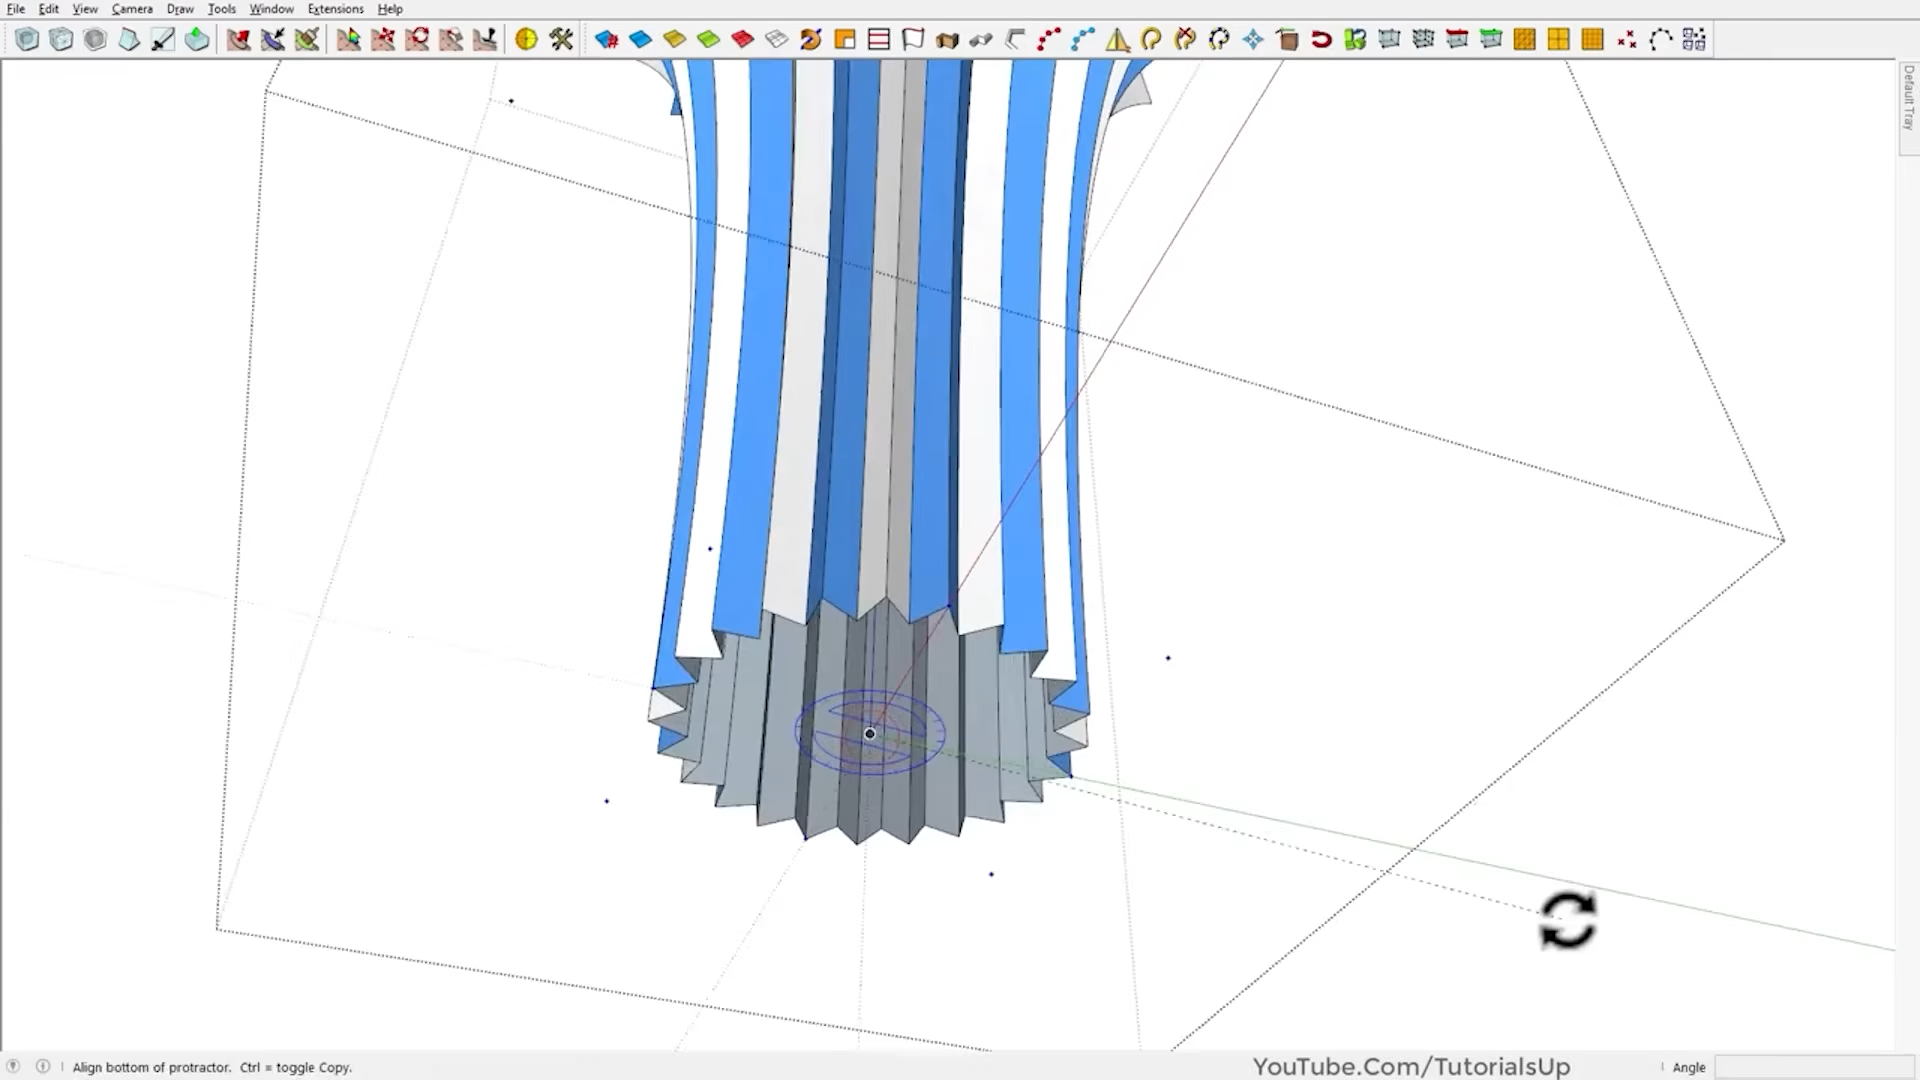 File Edit View Camera Draw Tools Window Extensions Help
Default Tray
Align bottom of protractor. Ctrl = toggle Copy.
YouTube.Com/TutorialsUp
Angle